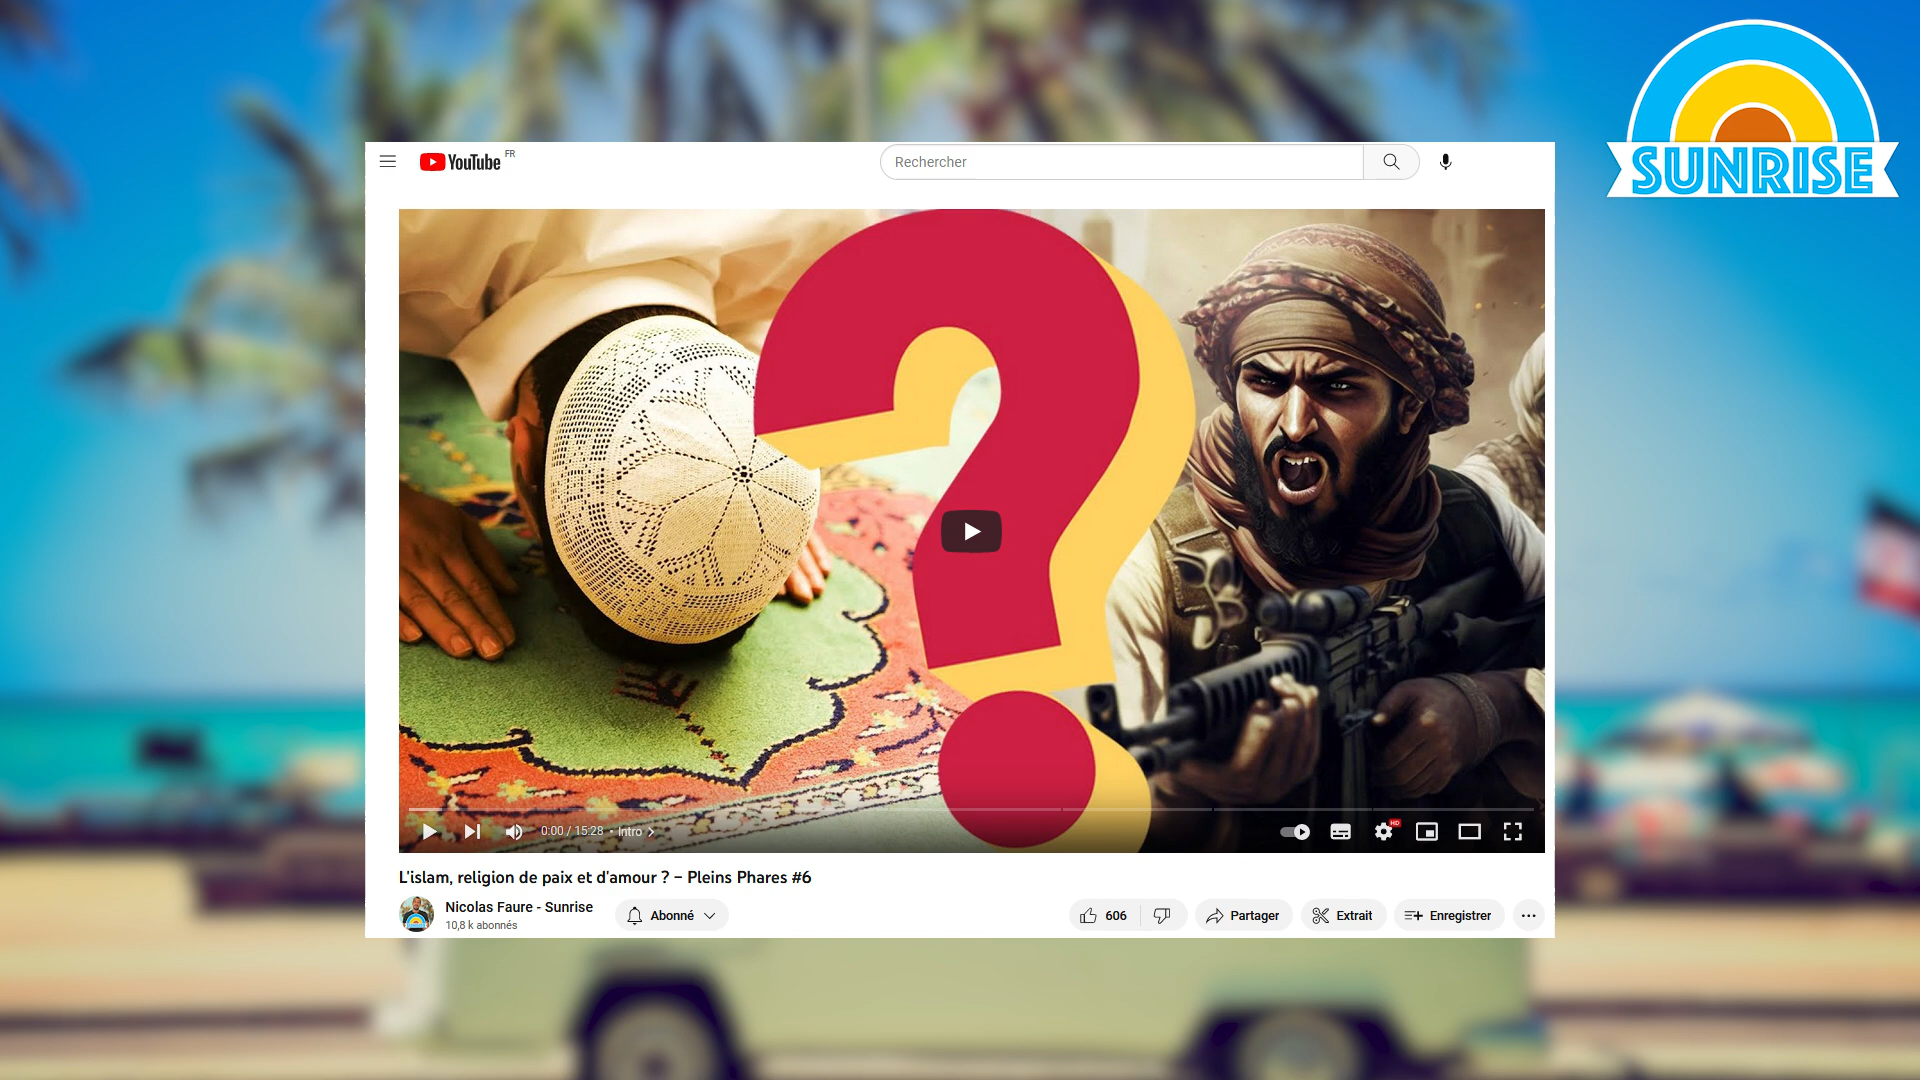 SUNRISE
YouTube FR
Rechercher
0:00 / 15:28 • Intro
HD
L'islam, religion de paix et d'amour ? – Pleins Phares #6
Nicolas Faure - Sunrise
10,8 k abonnés
Abonné
606
Partager
Extrait
Enregistrer